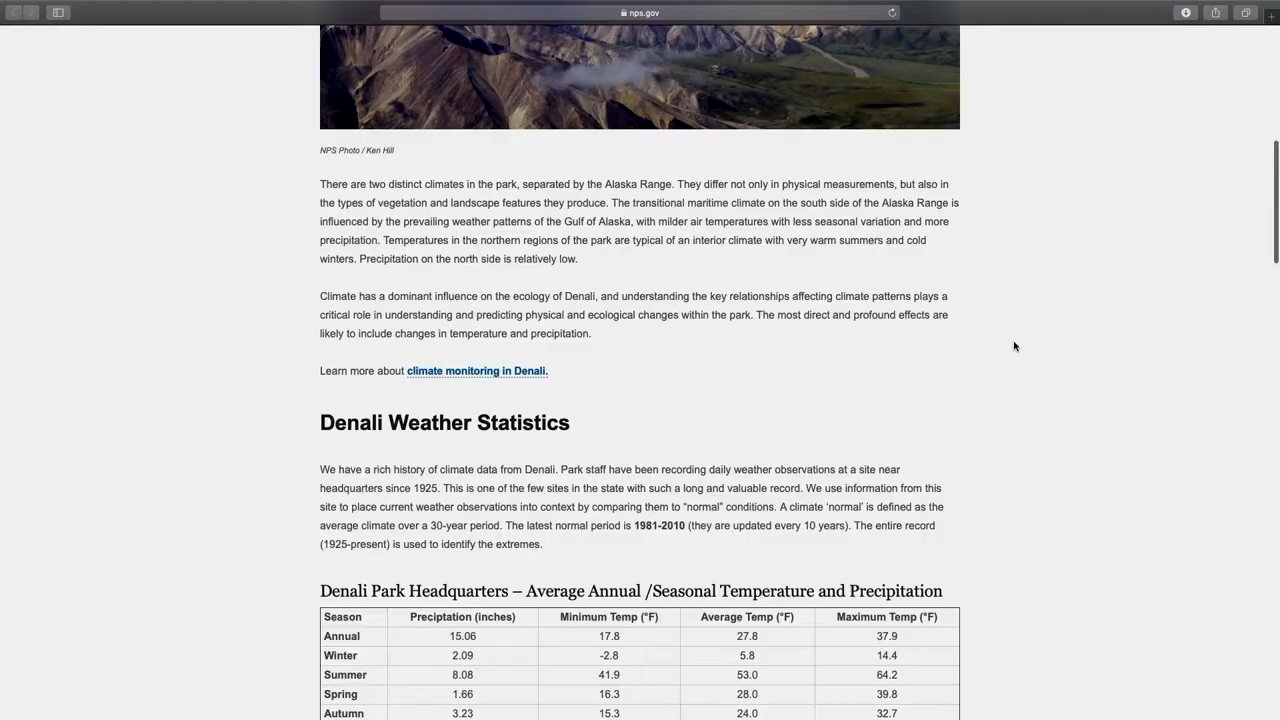 nps.gov
NPS Photo / Ken Hill
There are two distinct climates in the park, separated by the Alaska Range. They differ not only in physical measurements, but also in
the types of vegetation and landscape features they produce. The transitional maritime climate on the south side of the Alaska Range is
influenced by the prevailing weather patterns of the Gulf of Alaska, with milder air temperatures with less seasonal variation and more
precipitation. Temperatures in the northern regions of the park are typical of an interior climate with very warm summers and cold
winters. Precipitation on the north side is relatively low.
Climate has a dominant influence on the ecology of Denali, and understanding the key relationships affecting climate patterns plays a
critical role in understanding and predicting physical and ecological changes within the park. The most direct and profound effects are
likely to include changes in temperature and precipitation.
Learn more about climate monitoring in Denali.
Denali Weather Statistics
We have a rich history of climate data from Denali. Park staff have been recording daily weather observations at a site near
headquarters since 1925. This is one of the few sites in the state with such a long and valuable record. We use information from this
site to place current weather observations into context by comparing them to “normal” conditions. A climate ‘normal’ is defined as the
average climate over a 30-year period. The latest normal period is 1981-2010 (they are updated every 10 years). The entire record
(1925-present) is used to identify the extremes.
Denali Park Headquarters – Average Annual /Seasonal Temperature and Precipitation
Season Preciptation (inches) Minimum Temp (°F) Average Temp (°F) Maximum Temp (°F)
Annual 15.06 17.8 27.8 37.9
Winter 2.09 -2.8 5.8 14.4
Summer 8.08 41.9 53.0 64.2
Spring 1.66 16.3 28.0 39.8
Autumn 3.23 15.3 24.0 32.7